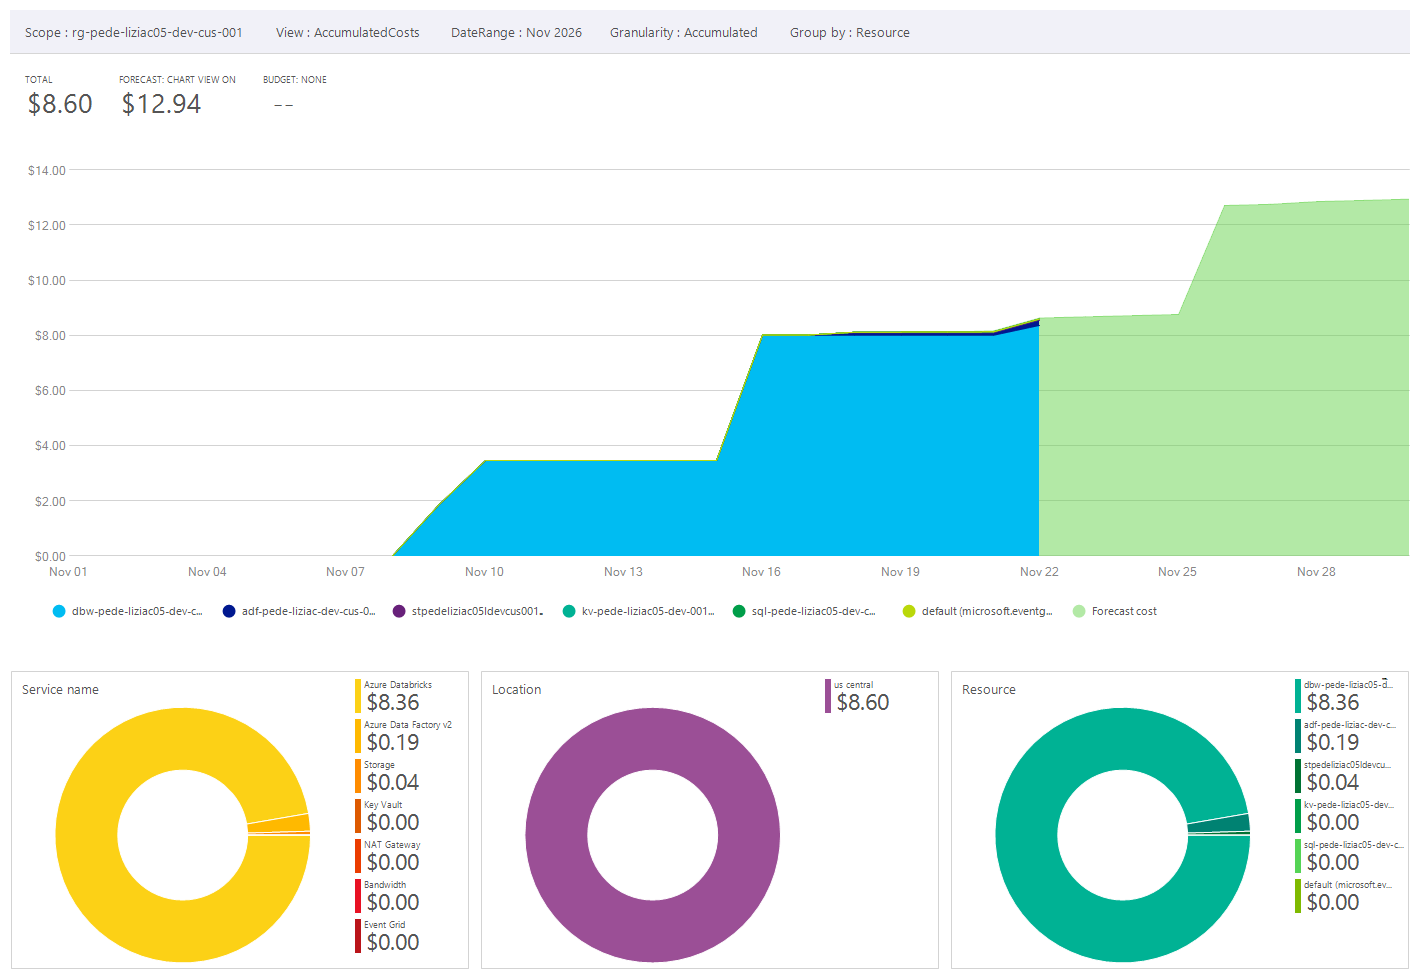 Scope : rg-pede-liziac05-dev-cus-001 View : AccumulatedCosts DateRange : Nov 2026 Granularity : Accumulated Group by : Resource
TOTAL FORECAST: CHART VIEW ON BUDGET: NONE
$8.60 $12.94 --
$14.00
$12.00
$10.00
$8.00
$6.00
$4.00
$2.00
$0.00
Nov 01 Nov 04 Nov 07 Nov 10 Nov 13 Nov 16 Nov 19 Nov 22 Nov 25 Nov 28
dbw-pede-liziac05-dev-c... adf-pede-liziac-dev-cus-0... stpedeliziac05ldevcus001. kv-pede-liziac05-dev-001... sql-pede-liziac05-dev-c... default (microsoft.eventg... Forecast cost
Service name
Azure Databricks
$8.36
Azure Data Factory v2
$0.19
Storage
$0.04
Key Vault
$0.00
NAT Gateway
$0.00
Bandwidth
$0.00
Event Grid
$0.00
Location
us central
$8.60
Resource
dbw-pede-liziac05-d...
$8.36
adf-pede-liziac-dev-c...
$0.19
stpedeliziac05ldevcu...
$0.04
kv-pede-liziac05-dev...
$0.00
sql-pede-liziac05-dev-c...
$0.00
default (microsoft.ev...
$0.00